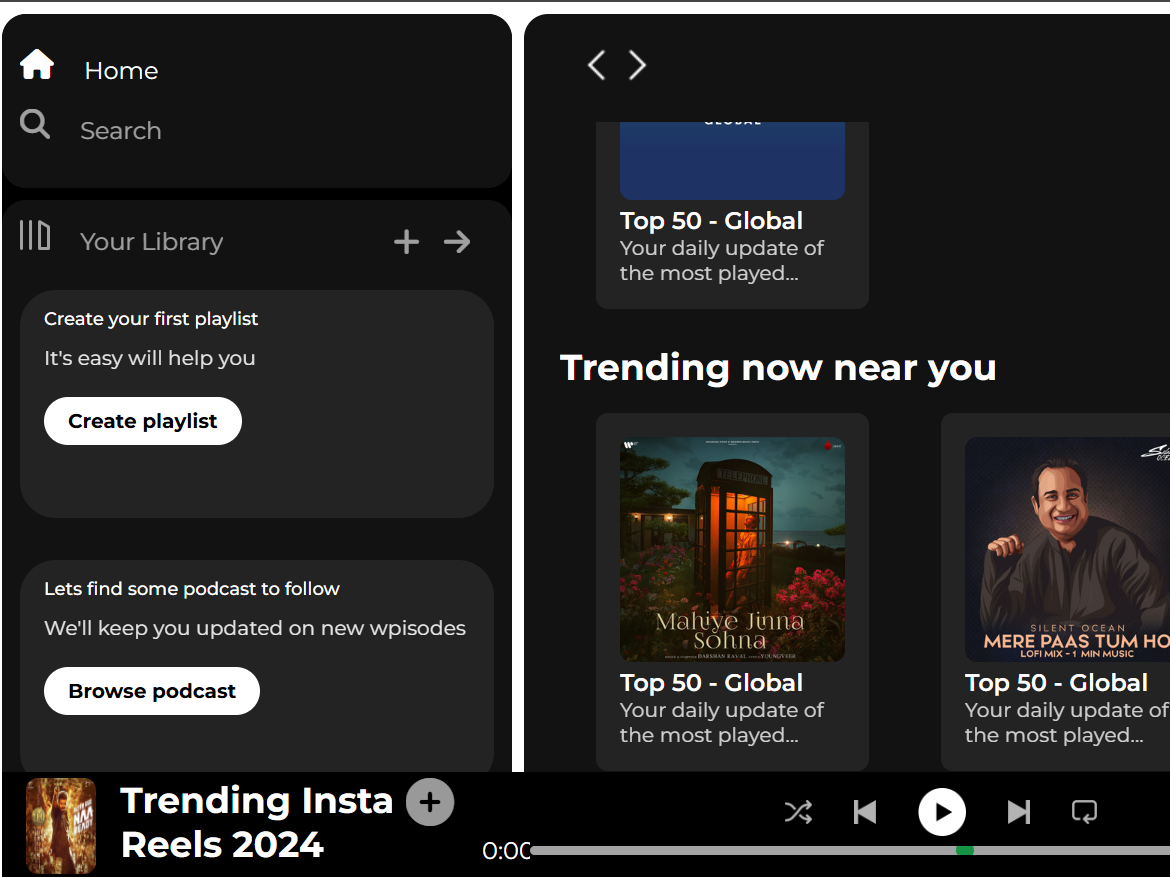 Home
Search
Your Library
Create your first playlist
It's easy will help you
Create playlist
Lets find some podcast to follow
We'll keep you updated on new wpisodes
Browse podcast
GLOBAL
Top 50 - Global
Your daily update of
the most played...
Trending now near you
TELEPHONE
Mahiye Jinna
Sohna
DARSHAN RAVAL
YOUNGVEER
Top 50 - Global
Your daily update of
the most played...
SILENT OCEAN
MERE PAAS TUM HO
LOFI MIX - 1 MIN MUSIC
Top 50 - Global
Your daily update of
the most played...
Trending Insta
Reels 2024
0:00